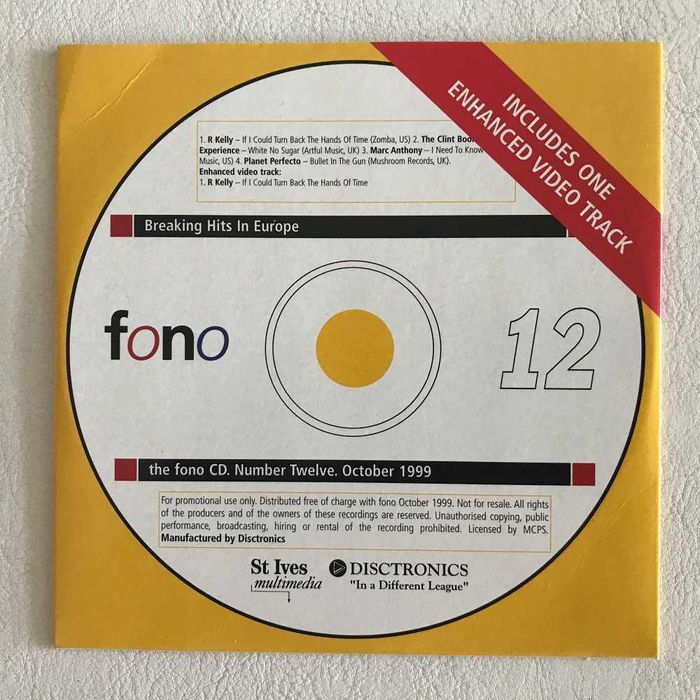 INCLUDES ONE
ENHANCED VIDEO TRACK
1. R Kelly – If I Could Turn Back The Hands Of Time (Zomba, US) 2. The Clint
Experience – White No Sugar (Artful Music, UK) 3. Marc Anthony – I Need To Know
Music, US) 4. Planet Perfecto – Bullet In The Gun (Mushroom Records, UK).
Enhanced video track:
1. R Kelly – If I Could Turn Back The Hands Of Time
Breaking Hits In Europe
fono
12
the fono CD. Number Twelve. October 1999
For promotional use only. Distributed free of charge with fono October 1999. Not for resale. All rights
of the producers and of the owners of these recordings are reserved. Unauthorised copying, public
performance, broadcasting, hiring or rental of the recording prohibited. Licensed by MCPS.
Manufactured by Disctronics
St Ives
multimedia
DISCTRONICS
"In a Different League"